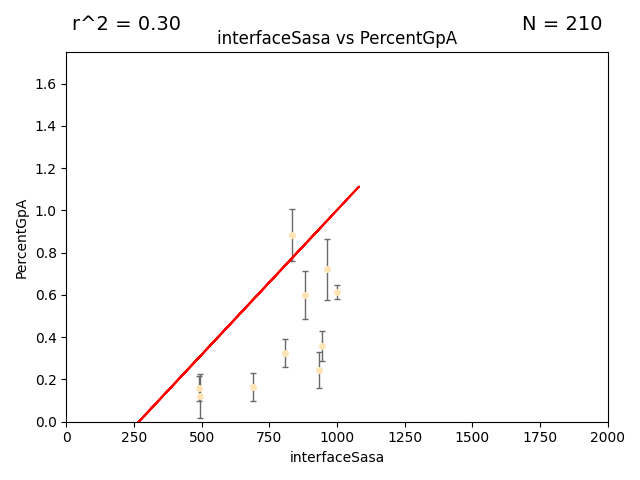 r^2 = 0.30
N = 210
interfaceSasa vs PercentGpA
1.6
1.4
1.2
1.0
0.8
0.6
0.4
0.2
0.0
PercentGpA
0 250 500 750 1000 1250 1500 1750 2000
interfaceSasa